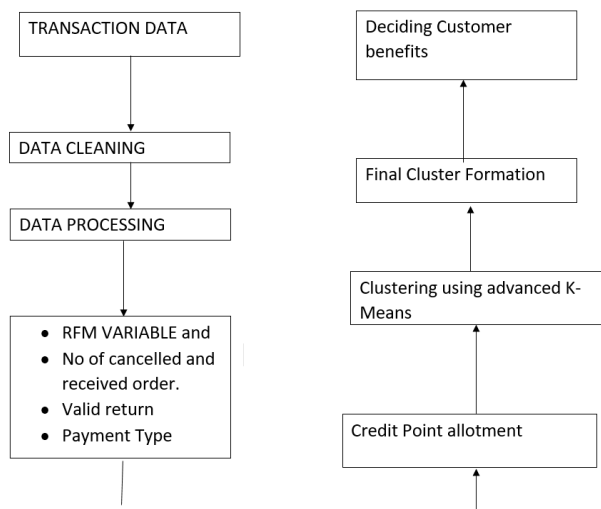 TRANSACTION DATA
DATA CLEANING
DATA PROCESSING
● RFM VARIABLE and
● No of cancelled and
received order.
● Valid return
● Payment Type
Deciding Customer
benefits
Final Cluster Formation
Clustering using advanced K-
Means
Credit Point allotment